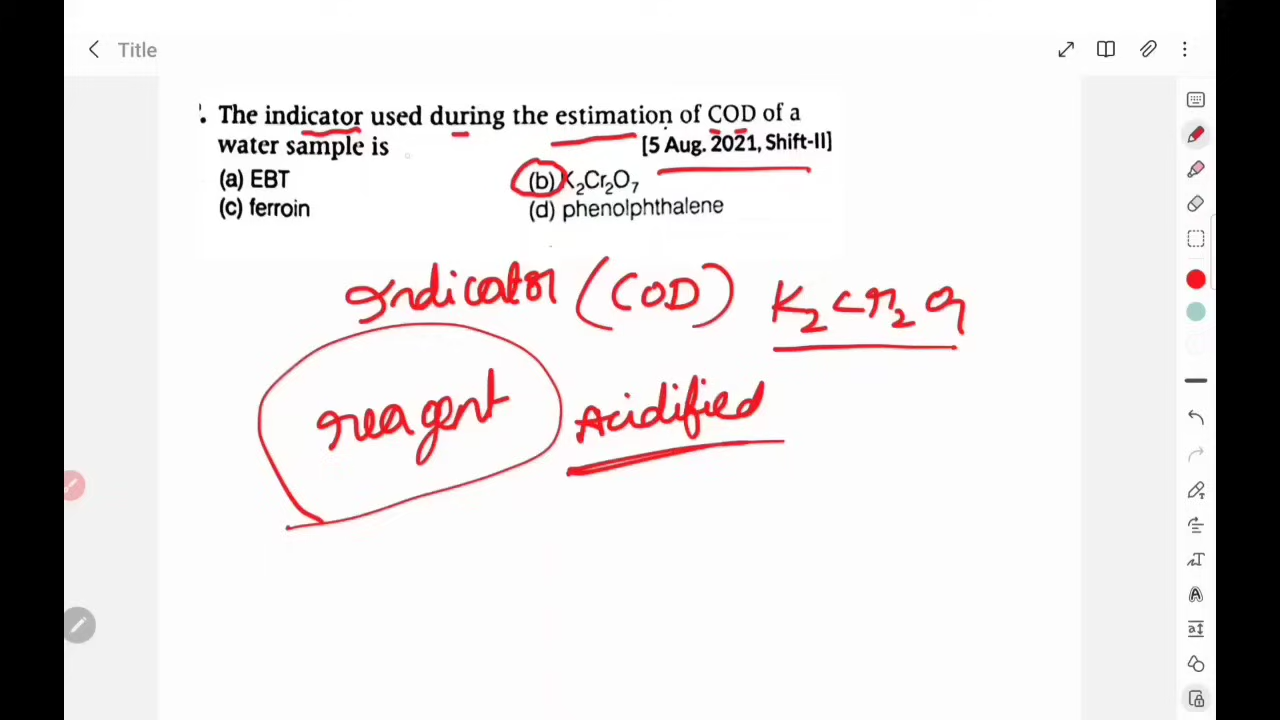 Title
. The indicator used during the estimation of COD of a
water sample is [5 Aug. 2021, Shift-II]
(a) EBT (b) K₂Cr₂O₇
(c) ferroin (d) phenolphthalene
Indicator (COD) K₂Cr₂O₇
reagent Acidified